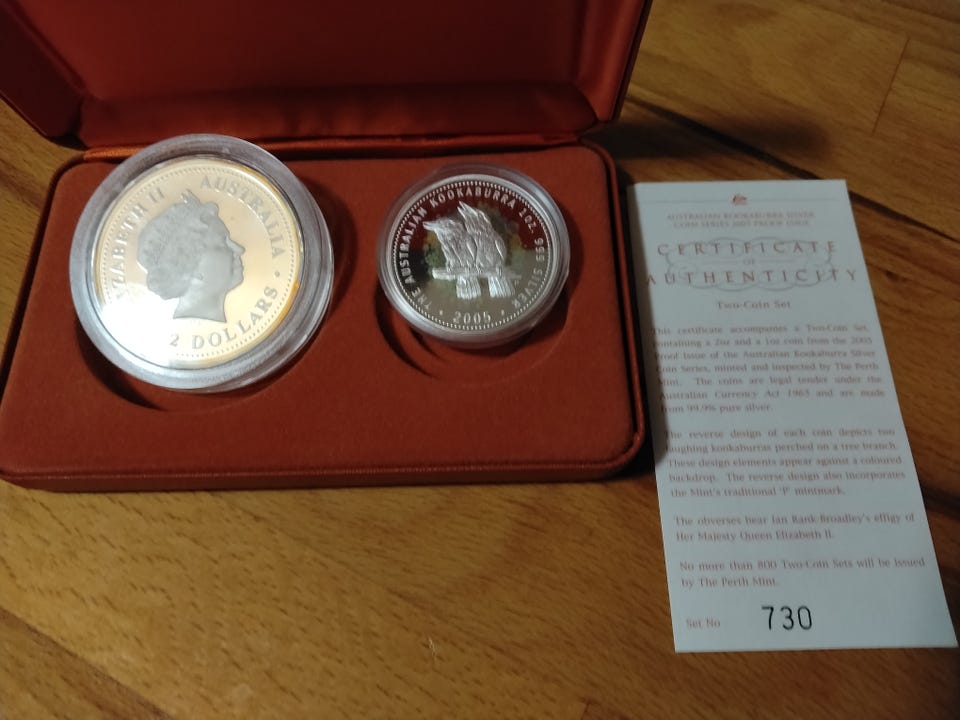 ELIZABETH II AUSTRALIA
2 DOLLARS
THE AUSTRALIAN KOOKABURRA 1 OZ. 999 SILVER
2005
AUSTRALIAN KOOKABURRA SILVER
COIN SERIES 2005 PROOF ISSUE
CERTIFICATE
OF
AUTHENTICITY
Two-Coin Set
This certificate accompanies a Two-Coin Set,
containing a 2oz and a 1oz coin from the 2005
Proof Issue of the Australian Kookaburra Silver
Coin Series, minted and inspected by The Perth
Mint. The coins are legal tender under the
Australian Currency Act 1965 and are made
from 99.9% pure silver.
The reverse design of each coin depicts two
laughing kookaburras perched on a tree branch.
These design elements appear against a coloured
backdrop. The reverse design also incorporates
the Mint's traditional 'P' mintmark.
The obverses bear Ian Rank-Broadley's effigy of
Her Majesty Queen Elizabeth II.
No more than 800 Two-Coin Sets will be issued
by The Perth Mint.
Set No 730